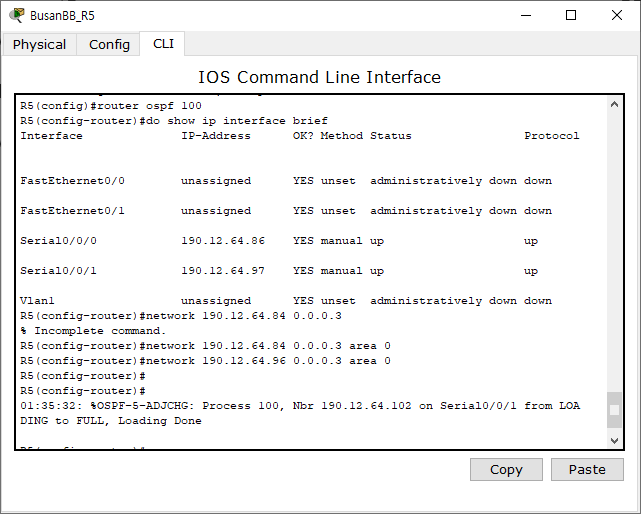 BusanBB_R5
Physical Config CLI
IOS Command Line Interface
R5(config)#router ospf 100
R5(config-router)#do show ip interface brief
Interface IP-Address OK? Method Status Protocol
FastEthernet0/0 unassigned YES unset administratively down down
FastEthernet0/1 unassigned YES unset administratively down down
Serial0/0/0 190.12.64.86 YES manual up up
Serial0/0/1 190.12.64.97 YES manual up up
Vlan1 unassigned YES unset administratively down down
R5(config-router)#network 190.12.64.84 0.0.0.3
% Incomplete command.
R5(config-router)#network 190.12.64.84 0.0.0.3 area 0
R5(config-router)#network 190.12.64.96 0.0.0.3 area 0
R5(config-router)#
R5(config-router)#
01:35:32: %OSPF-5-ADJCHG: Process 100, Nbr 190.12.64.102 on Serial0/0/1 from LOA
DING to FULL, Loading Done
Copy Paste